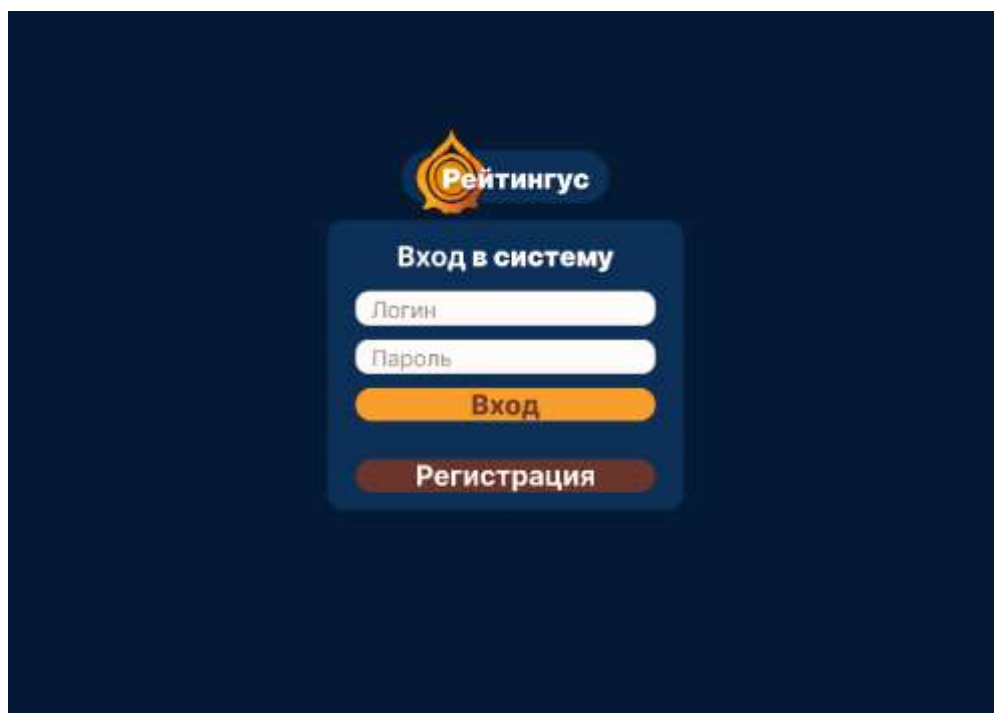 Рейтингус
Вход в систему
Логин
Пароль
Вход
Регистрация